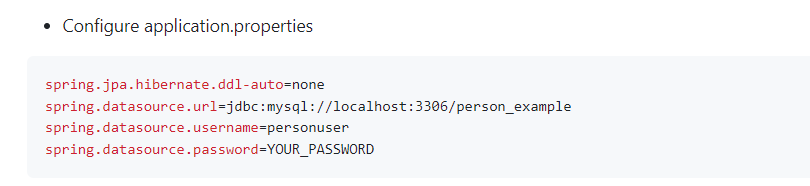 Configure application.properties
spring.jpa.hibernate.ddl-auto=none
spring.datasource.url=jdbc:mysql://localhost:3306/person_example
spring.datasource.username=personuser
spring.datasource.password=YOUR_PASSWORD